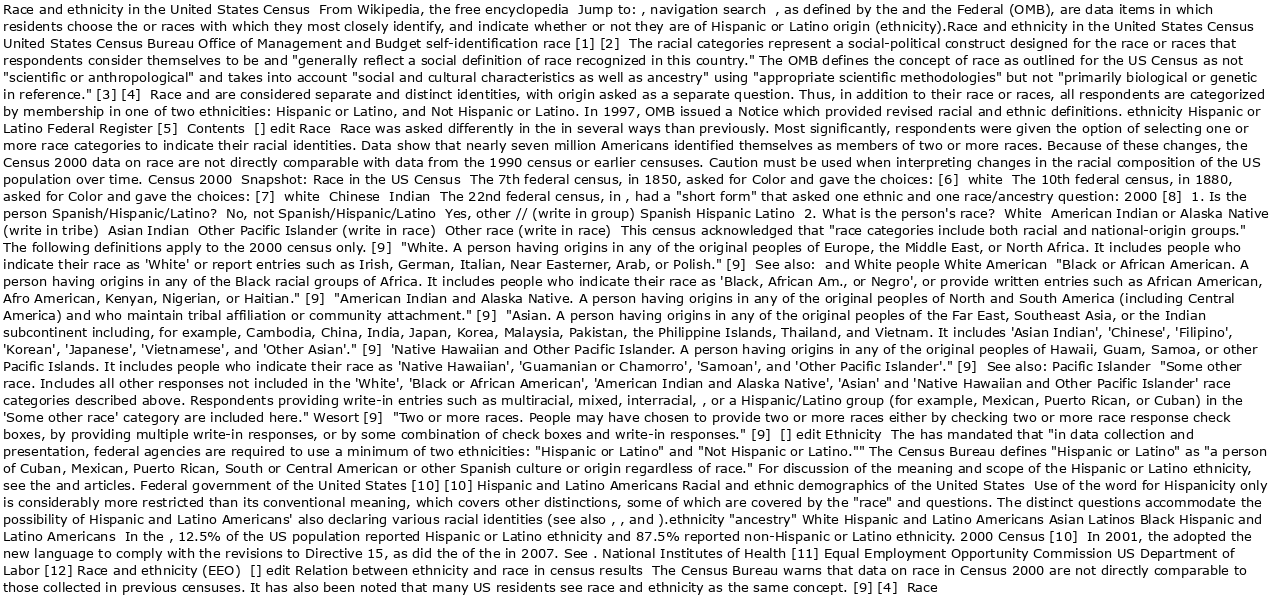 Race and ethnicity in the United States Census  From Wikipedia, the free encyclopedia  Jump to: , navigation search  , as defined by the and the Federal (OMB), are data items in which
residents choose the or races with which they most closely identify, and indicate whether or not they are of Hispanic or Latino origin (ethnicity).Race and ethnicity in the United States Census
United States Census Bureau Office of Management and Budget self-identification race [1] [2]  The racial categories represent a social-political construct designed for the race or races that
respondents consider themselves to be and "generally reflect a social definition of race recognized in this country." The OMB defines the concept of race as outlined for the US Census as not
"scientific or anthropological" and takes into account "social and cultural characteristics as well as ancestry" using "appropriate scientific methodologies" but not "primarily biological or genetic
in reference." [3] [4]  Race and are considered separate and distinct identities, with origin asked as a separate question. Thus, in addition to their race or races, all respondents are categorized
by membership in one of two ethnicities: Hispanic or Latino, and Not Hispanic or Latino. In 1997, OMB issued a Notice which provided revised racial and ethnic definitions. ethnicity Hispanic or
Latino Federal Register [5]  Contents  [] edit Race  Race was asked differently in the in several ways than previously. Most significantly, respondents were given the option of selecting one or
more race categories to indicate their racial identities. Data show that nearly seven million Americans identified themselves as members of two or more races. Because of these changes, the
Census 2000 data on race are not directly comparable with data from the 1990 census or earlier censuses. Caution must be used when interpreting changes in the racial composition of the US
population over time. Census 2000  Snapshot: Race in the US Census  The 7th federal census, in 1850, asked for Color and gave the choices: [6]  white  The 10th federal census, in 1880,
asked for Color and gave the choices: [7]  white  Chinese  Indian  The 22nd federal census, in , had a "short form" that asked one ethnic and one race/ancestry question: 2000 [8]  1. Is the
person Spanish/Hispanic/Latino?  No, not Spanish/Hispanic/Latino  Yes, other // (write in group) Spanish Hispanic Latino  2. What is the person's race?  White  American Indian or Alaska Native
(write in tribe)  Asian Indian  Other Pacific Islander (write in race)  Other race (write in race)  This census acknowledged that "race categories include both racial and national-origin groups."
The following definitions apply to the 2000 census only. [9]  "White. A person having origins in any of the original peoples of Europe, the Middle East, or North Africa. It includes people who
indicate their race as 'White' or report entries such as Irish, German, Italian, Near Easterner, Arab, or Polish." [9]  See also:  and White people White American  "Black or African American. A
person having origins in any of the Black racial groups of Africa. It includes people who indicate their race as 'Black, African Am., or Negro', or provide written entries such as African American,
Afro American, Kenyan, Nigerian, or Haitian." [9]  "American Indian and Alaska Native. A person having origins in any of the original peoples of North and South America (including Central
America) and who maintain tribal affiliation or community attachment." [9]  "Asian. A person having origins in any of the original peoples of the Far East, Southeast Asia, or the Indian
subcontinent including, for example, Cambodia, China, India, Japan, Korea, Malaysia, Pakistan, the Philippine Islands, Thailand, and Vietnam. It includes 'Asian Indian', 'Chinese', 'Filipino',
'Korean', 'Japanese', 'Vietnamese', and 'Other Asian'." [9]  'Native Hawaiian and Other Pacific Islander. A person having origins in any of the original peoples of Hawaii, Guam, Samoa, or other
Pacific Islands. It includes people who indicate their race as 'Native Hawaiian', 'Guamanian or Chamorro', 'Samoan', and 'Other Pacific Islander'." [9]  See also: Pacific Islander  "Some other
race. Includes all other responses not included in the 'White', 'Black or African American', 'American Indian and Alaska Native', 'Asian' and 'Native Hawaiian and Other Pacific Islander' race
categories described above. Respondents providing write-in entries such as multiracial, mixed, interracial, , or a Hispanic/Latino group (for example, Mexican, Puerto Rican, or Cuban) in the
'Some other race' category are included here." Wesort [9]  "Two or more races. People may have chosen to provide two or more races either by checking two or more race response check
boxes, by providing multiple write-in responses, or by some combination of check boxes and write-in responses." [9]  [] edit Ethnicity  The has mandated that "in data collection and
presentation, federal agencies are required to use a minimum of two ethnicities: "Hispanic or Latino" and "Not Hispanic or Latino."" The Census Bureau defines "Hispanic or Latino" as "a person
of Cuban, Mexican, Puerto Rican, South or Central American or other Spanish culture or origin regardless of race." For discussion of the meaning and scope of the Hispanic or Latino ethnicity,
see the and articles. Federal government of the United States [10] [10] Hispanic and Latino Americans Racial and ethnic demographics of the United States  Use of the word for Hispanicity only
is considerably more restricted than its conventional meaning, which covers other distinctions, some of which are covered by the "race" and questions. The distinct questions accommodate the
possibility of Hispanic and Latino Americans' also declaring various racial identities (see also , , and ).ethnicity "ancestry" White Hispanic and Latino Americans Asian Latinos Black Hispanic and
Latino Americans  In the , 12.5% of the US population reported Hispanic or Latino ethnicity and 87.5% reported non-Hispanic or Latino ethnicity. 2000 Census [10]  In 2001, the adopted the
new language to comply with the revisions to Directive 15, as did the of the in 2007. See . National Institutes of Health [11] Equal Employment Opportunity Commission US Department of
Labor [12] Race and ethnicity (EEO)  [] edit Relation between ethnicity and race in census results  The Census Bureau warns that data on race in Census 2000 are not directly comparable to
those collected in previous censuses. It has also been noted that many US residents see race and ethnicity as the same concept. [9] [4]  Race